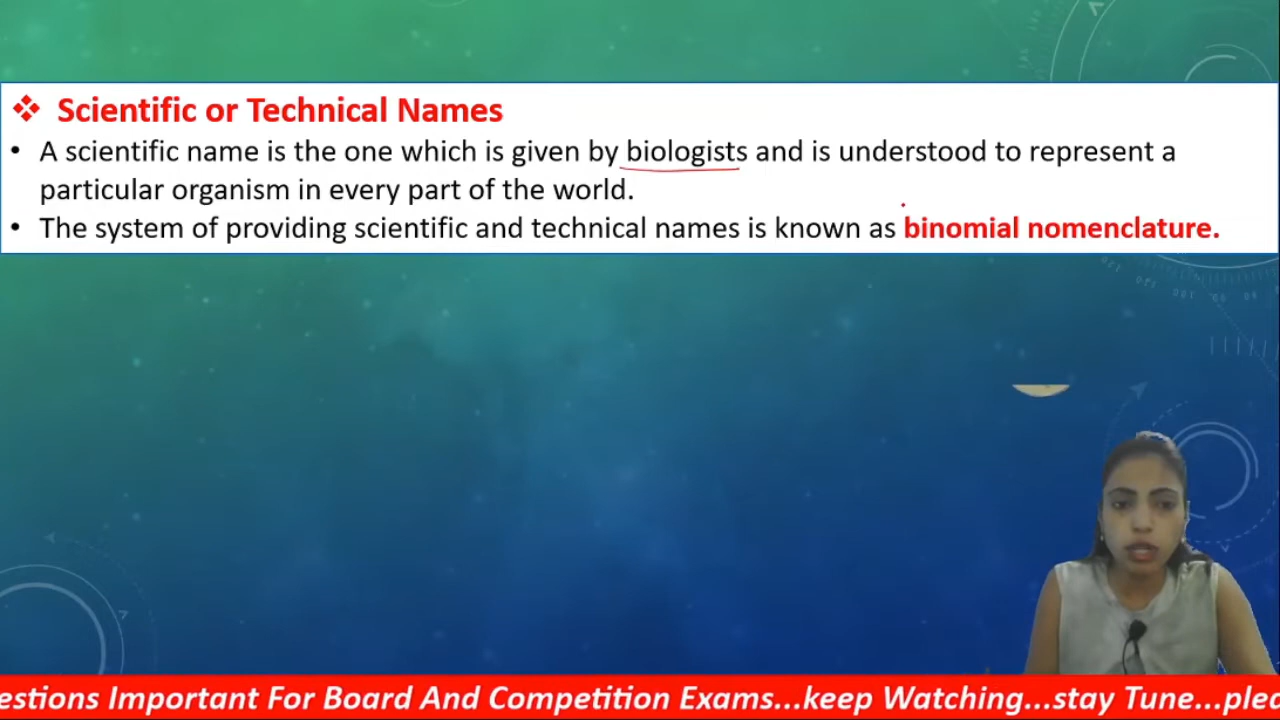 ❖ Scientific or Technical Names
• A scientific name is the one which is given by biologists and is understood to represent a
particular organism in every part of the world.
• The system of providing scientific and technical names is known as binomial nomenclature.
Important For Board And Competition Exams...keep Watching...stay Tune...